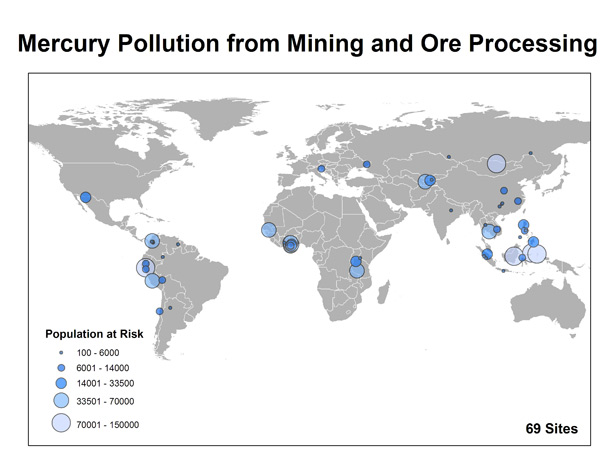 Mercury Pollution from Mining and Ore Processing
Population at Risk
100 - 6000
6001 - 14000
14001 - 33500
33501 - 70000
70001 - 150000
69 Sites